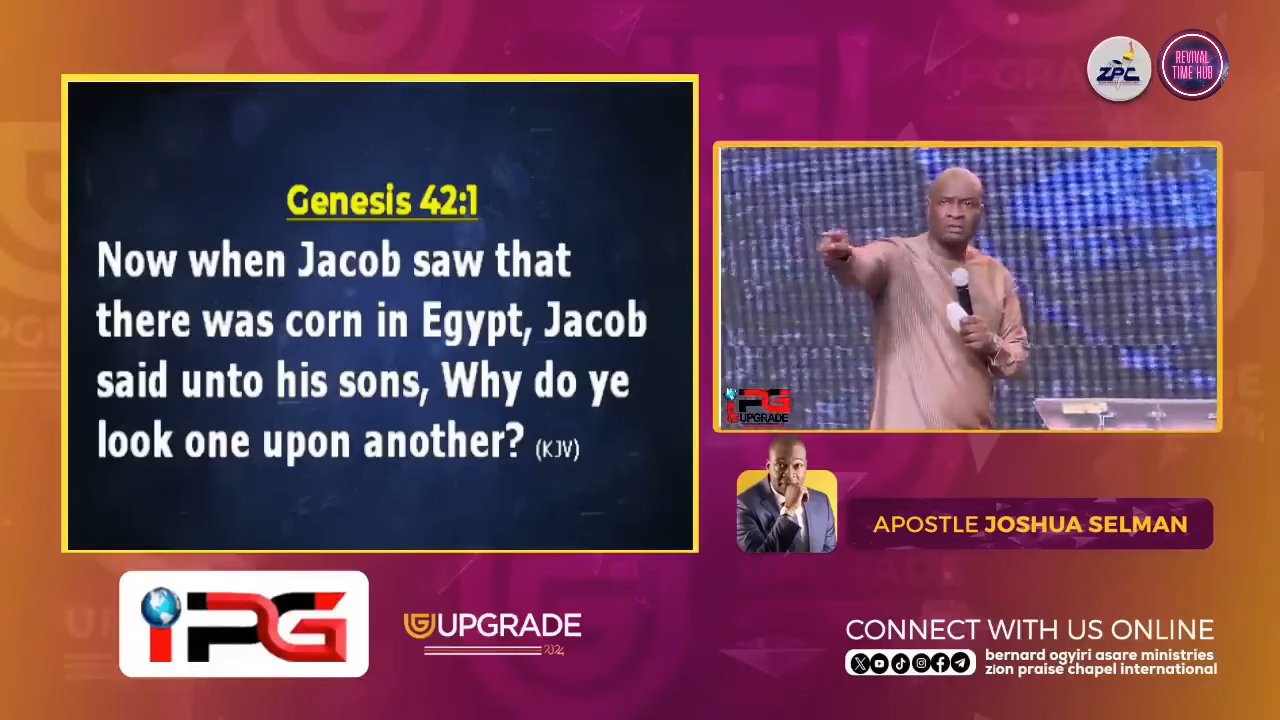 ZPC
REVIVAL
TIME HUB
Genesis 42:1
Now when Jacob saw that
there was corn in Egypt, Jacob
said unto his sons, Why do ye
look one upon another? (KJV)
iPG
UPGRADE
APOSTLE JOSHUA SELMAN
iPG
UPGRADE
2024
CONNECT WITH US ONLINE
bernard ogyiri asare ministries
zion praise chapel international